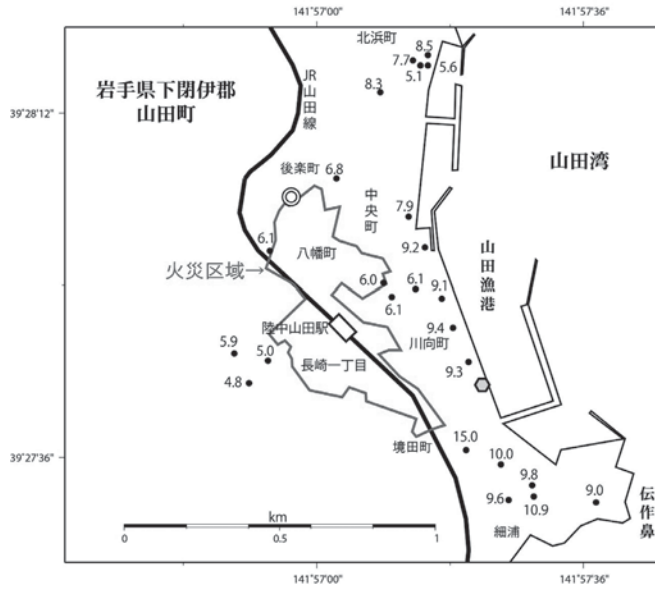 141°57'00"
141°57'36"
北浜町
8.5
7.7
5.1
5.6
8.3
JR山田線
岩手県下閉伊郡
山田町
39°28'12"
山田湾
後楽町
6.8
中央町
7.9
9.2
6.1
八幡町
火災区域→
山田漁港
6.0
6.1
9.1
6.1
9.4
陸中山田駅
川向町
5.9
5.0
長崎一丁目
9.3
4.8
境田町
15.0
39°27'36"
10.0
9.8
9.6
10.9
9.0
伝作鼻
細浦
km
0
0.5
1
141°57'00"
141°57'36"